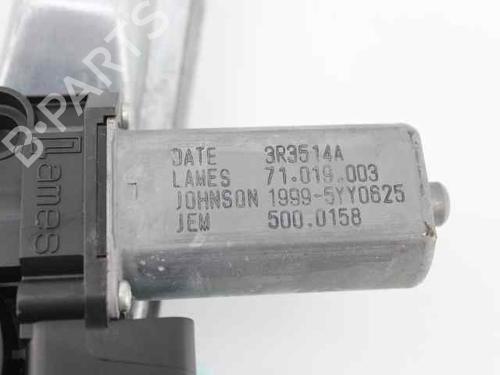 B-PARTS
Lames
DATE 3R3514A
LAMES 71.019.003
JOHNSON 1999-5YY0625
JEM 500.0158